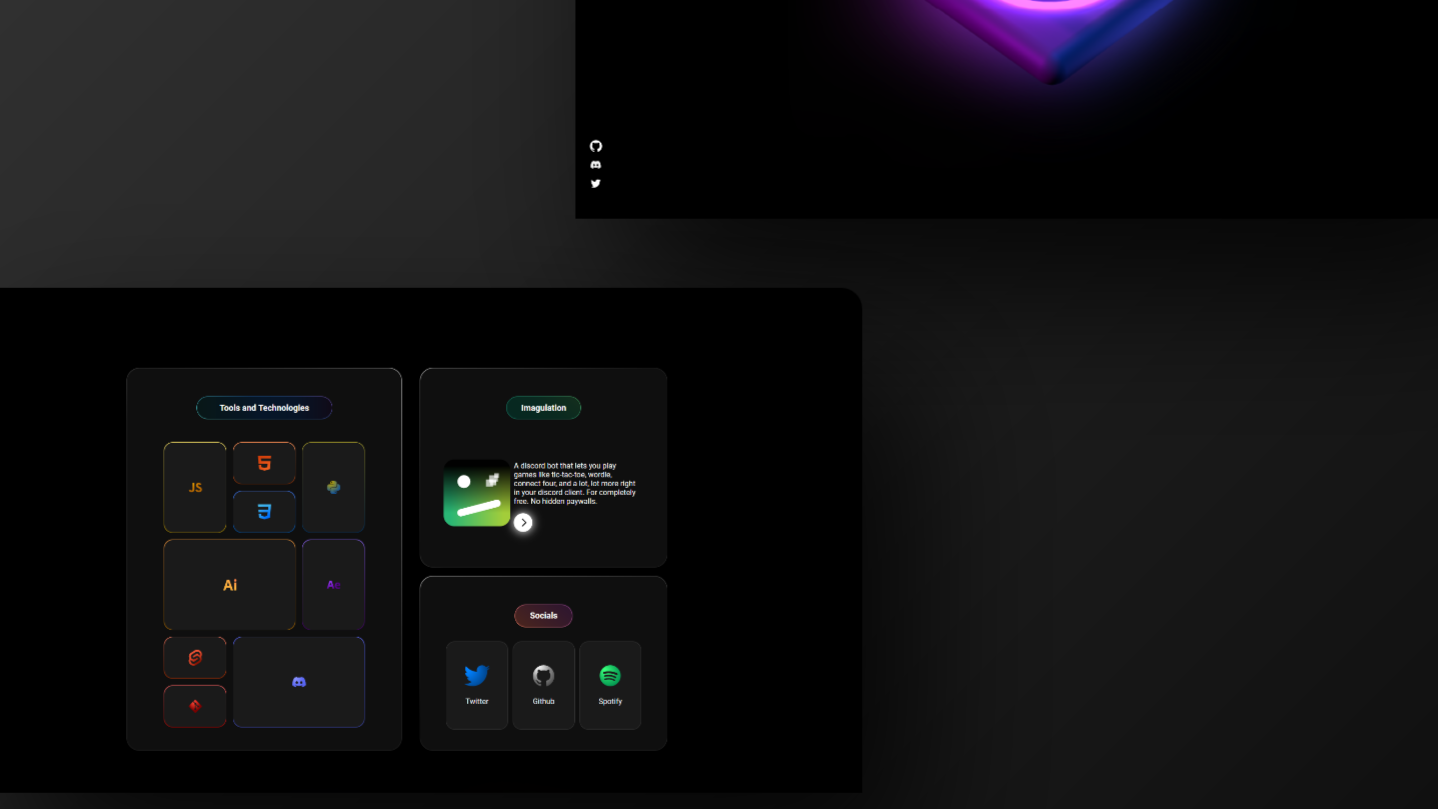 Tools and Technologies
JS
Ai
Ae
Imagulation
A discord bot that lets you play
games like tic-tac-toe, wordle,
connect four, and a lot, lot more right
in your discord client. For completely
free. No hidden paywalls.
Socials
Twitter
Github
Spotify